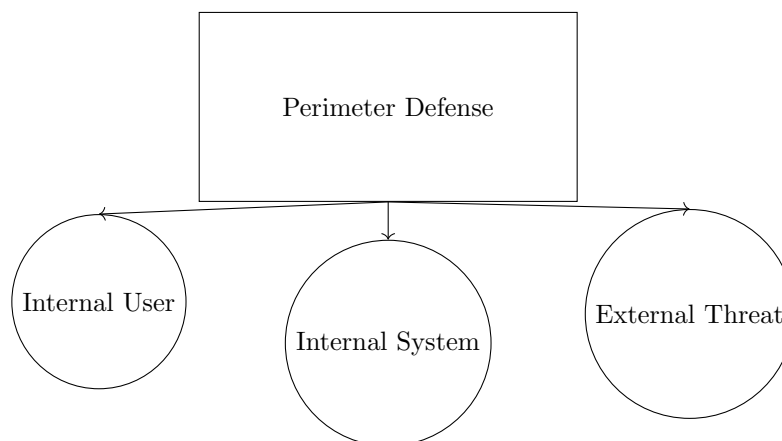 Perimeter Defense
Internal User
Internal System
External Threat